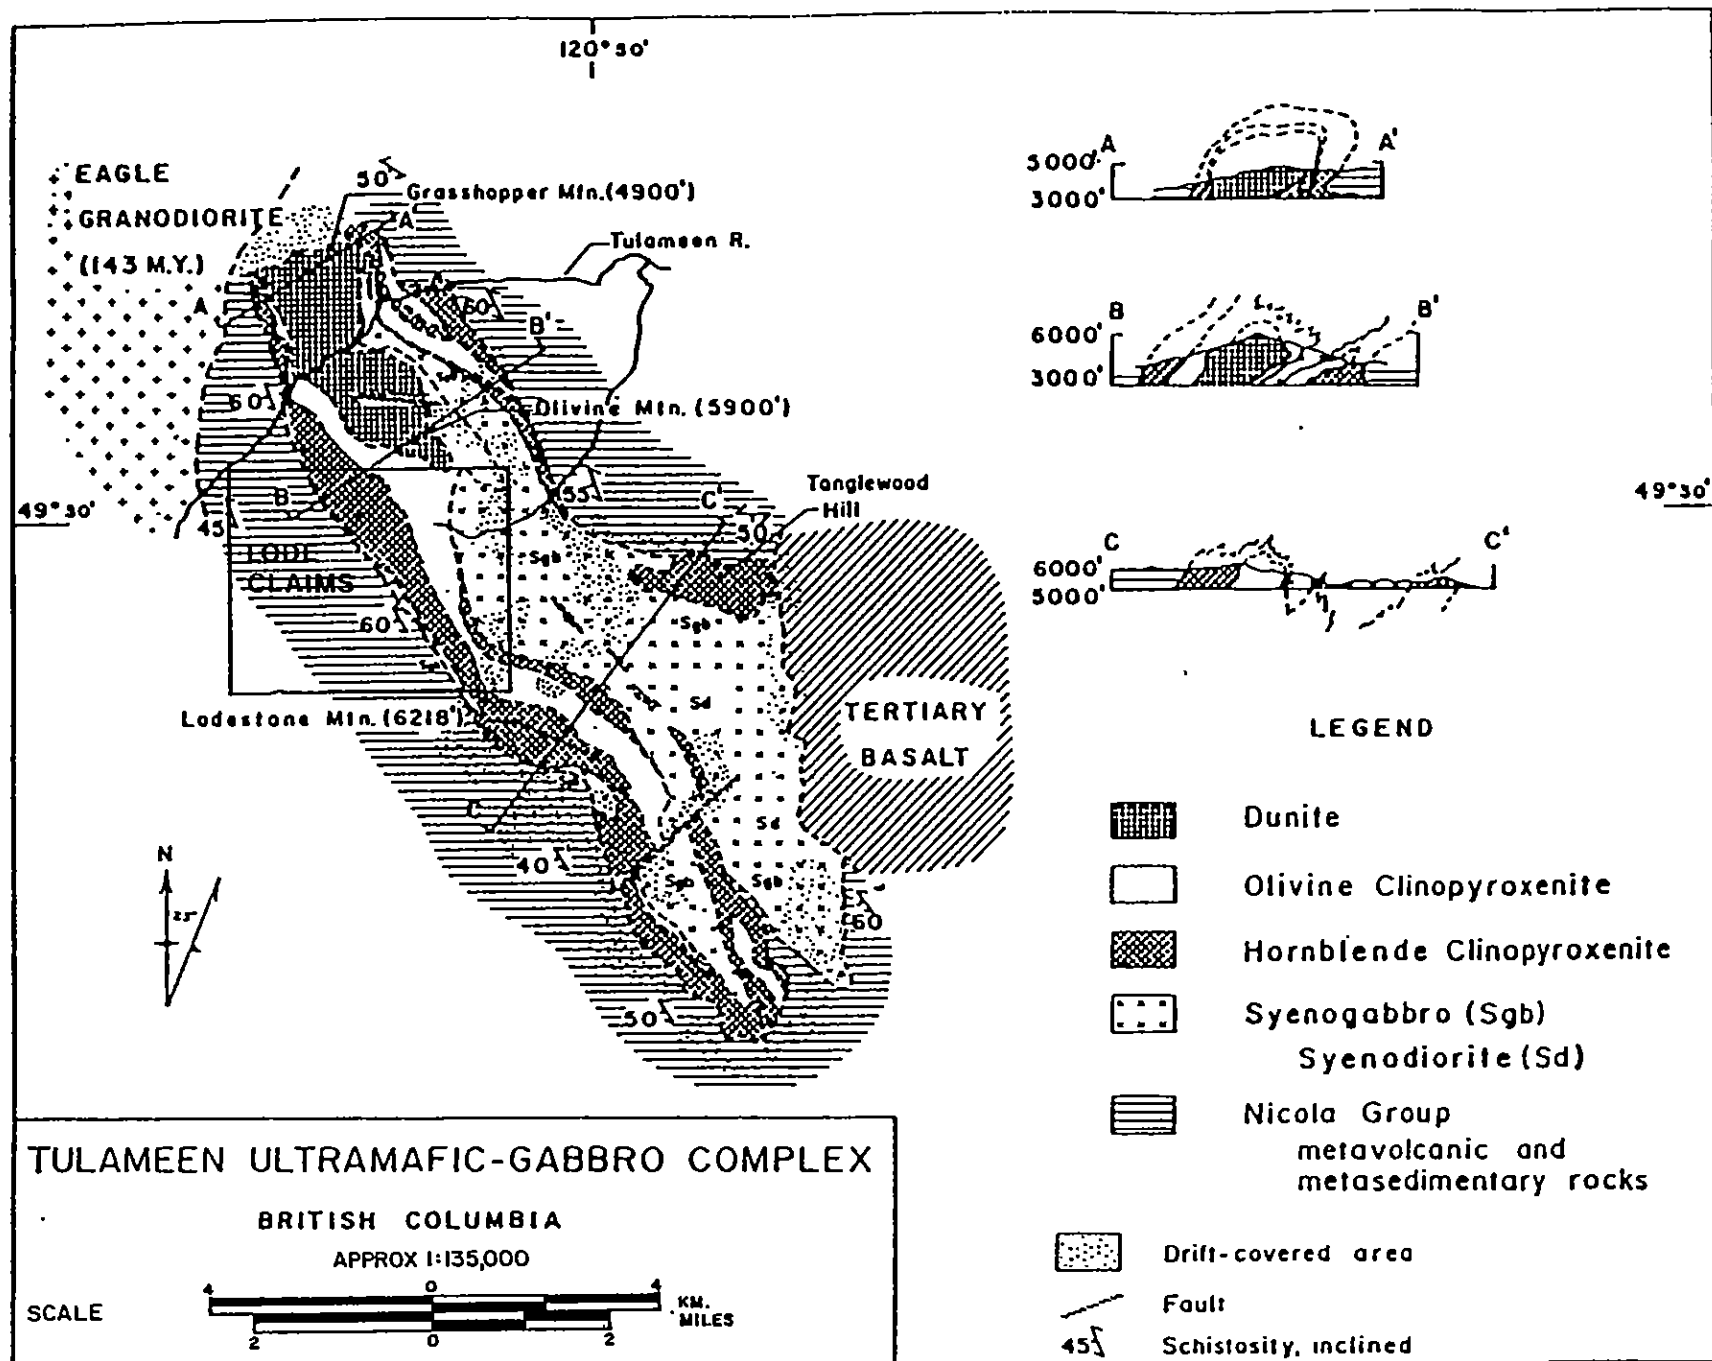 120° 30'
EAGLE
GRANODIORITE
(143 M.Y.)
50
Grasshopper Mtn.(4900')
A
Tulameen R.
A
A
60
B'
60
Olivine Mtn. (5900')
B
55
C'
Tanglewood
Hill
50
49° 30'
45
49° 30'
LODE
CLAIMS
Sgb
60
Sgb
Sd
Lodestone Mtn. (6218')
TERTIARY
BASALT
C
Sd
40
Sgb
Sgb
60
50
N
25°
A
A'
5000'
3000'
B
B'
6000'
3000'
C
C'
6000'
5000'
LEGEND
Dunite
Olivine Clinopyroxenite
Hornblende Clinopyroxenite
Syenogabbro (Sgb)
Syenodiorite (Sd)
Nicola Group
metavolcanic and
metasedimentary rocks
Drift-covered area
Fault
45 Schistosity, inclined
TULAMEEN ULTRAMAFIC-GABBRO COMPLEX
BRITISH COLUMBIA
APPROX 1:135,000
SCALE
4 0 4
KM.
MILES
2 0 2